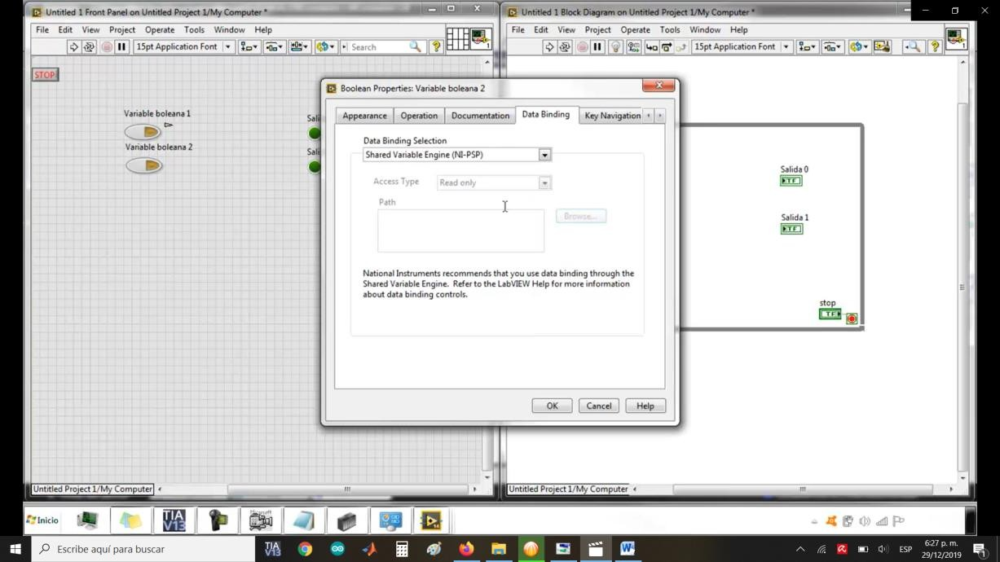 Untitled 1 Front Panel on Untitled Project 1/My Computer *
File Edit View Project Operate Tools Window Help
15pt Application Font
Search
STOP
Variable boleana 1
Variable boleana 2
Sali
Sali
Untitled Project 1/My Computer
Untitled 1 Block Diagram on Untitled Project 1/My Computer *
File Edit View Project Operate Tools Window Help
15pt Application Font
Salida 0
TF
Salida 1
TF
stop
TF
Untitled Project 1/My Computer
Boolean Properties: Variable boleana 2
Appearance Operation Documentation Data Binding Key Navigation
Data Binding Selection
Shared Variable Engine (NI-PSP)
Access Type Read only
Path
Browse...
National Instruments recommends that you use data binding through the
Shared Variable Engine. Refer to the LabVIEW Help for more information
about data binding controls.
OK Cancel Help
Inicio
TIA
V13
Escribe aquí para buscar
TIA
V13
ESP
6:27 p. m.
29/12/2019